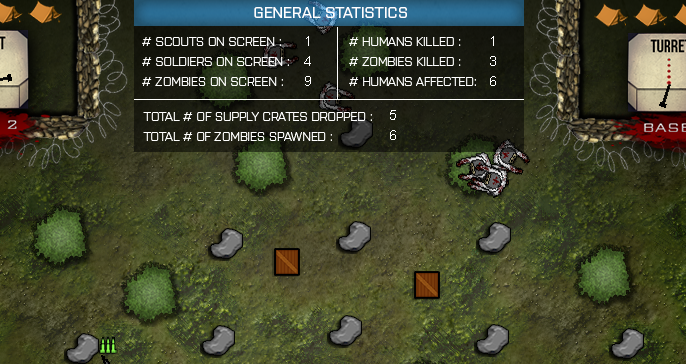 GENERAL STATISTICS
# SCOUTS ON SCREEN : 1
# HUMANS KILLED : 1
# SOLDIERS ON SCREEN : 4
# ZOMBIES KILLED : 3
# ZOMBIES ON SCREEN : 9
# HUMANS AFFECTED: 6
TOTAL # OF SUPPLY CRATES DROPPED : 5
TOTAL # OF ZOMBIES SPAWNED : 6
T
2
TURRE
BASE